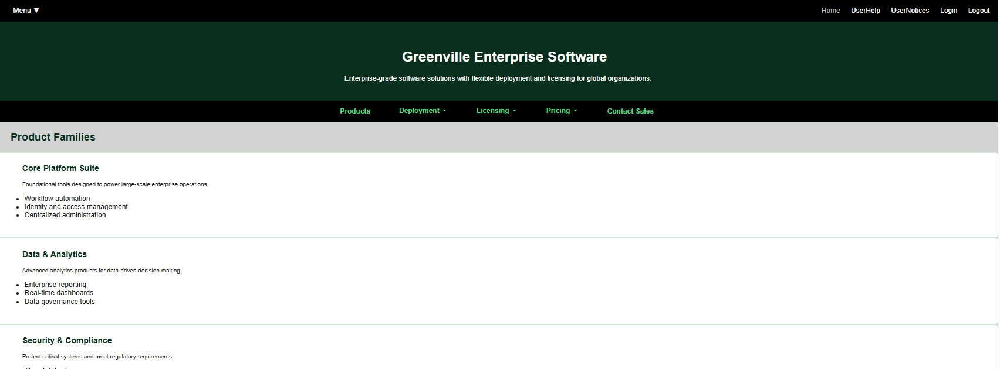 Menu ▼
Home UserHelp UserNotices Login Logout
Greenville Enterprise Software
Enterprise-grade software solutions with flexible deployment and licensing for global organizations.
Products Deployment Licensing Pricing Contact Sales
Product Families
Core Platform Suite
Foundational tools designed to power large-scale enterprise operations.
Workflow automation
Identity and access management
Centralized administration
Data & Analytics
Advanced analytics products for data-driven decision making.
Enterprise reporting
Real-time dashboards
Data governance tools
Security & Compliance
Protect critical systems and meet regulatory requirements.